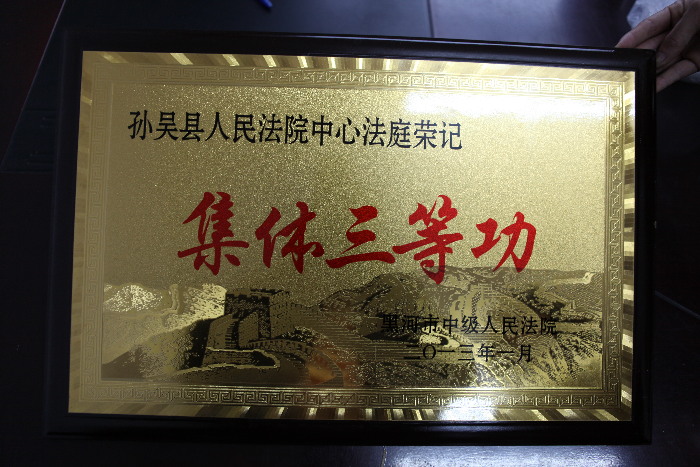 孙吴县人民法院中心法庭荣记
集体三等功
黑河市中级人民法院
二〇一三年一月